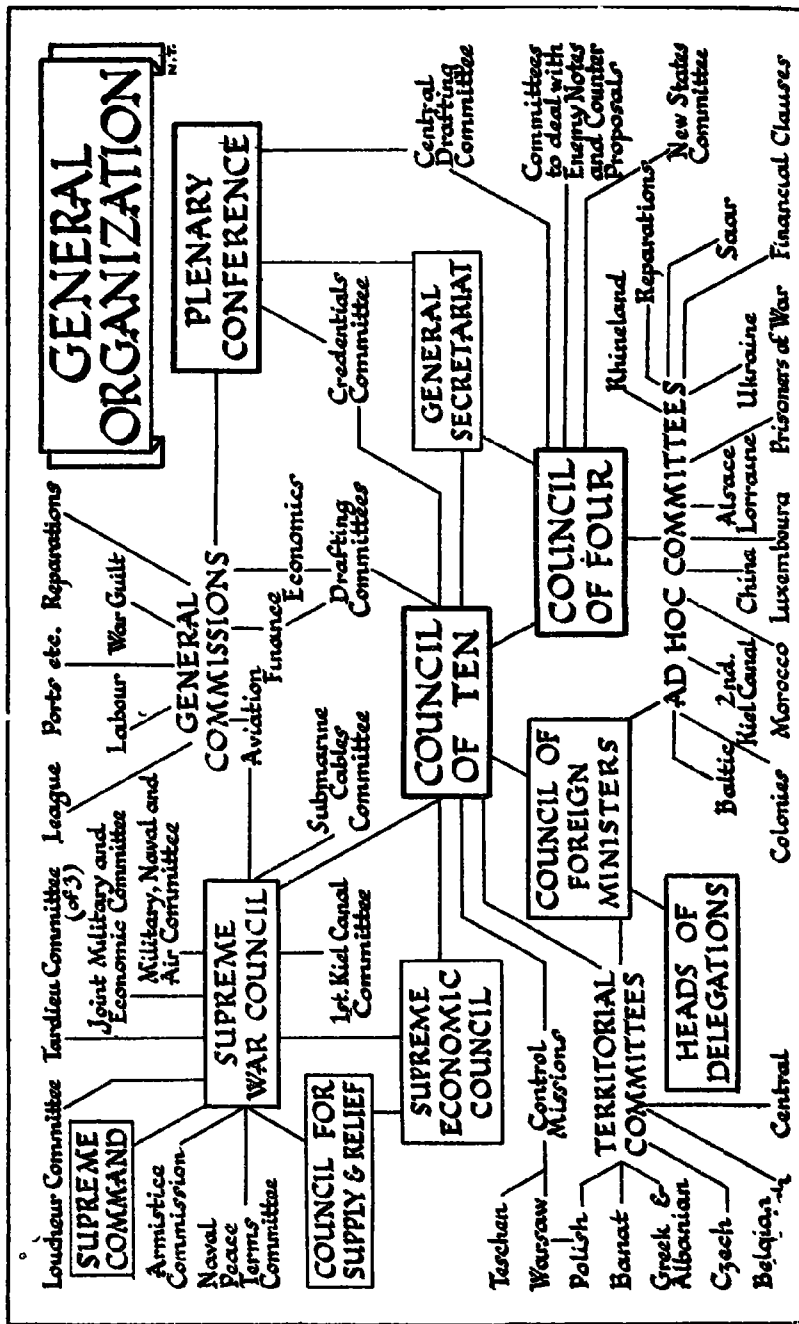 GENERAL
ORGANIZATION
N.T.
Loucheur Committee
Tardieu Committee
(of 3)
League
Ports etc.
Reparations
SUPREME
COMMAND
Joint Military and
Economic Committee
Labour
War Guilt
Armistice
Commission
Military, Naval and
Air Committee
GENERAL
COMMISSIONS
PLENARY
CONFERENCE
Naval
Peace
Terms
Committee
SUPREME
WAR COUNCIL
Aviation
Finance
Economics
Credentials
Committee
COUNCIL FOR
SUPPLY & RELIEF
1st. Kiel Canal
Committee
Submarine
Cables
Committee
Drafting
Committees
Central
Drafting
Committee
SUPREME
ECONOMIC
COUNCIL
COUNCIL
OF TEN
GENERAL
SECRETARIAT
Teschen
Warsaw
Control
Missions
Committees
to deal with
Enemy Notes
and Counter
Proposals
Polish
Banat
Greek &
Albanian
Czech
Belgian
Central
TERRITORIAL
COMMITTEES
COUNCIL OF
FOREIGN
MINISTERS
COUNCIL
OF FOUR
New States
Committee
HEADS OF
DELEGATIONS
AD HOC COMMITTEES
Rhineland
Reparations
Saar
Financial Clauses
Baltic
2nd.
Kiel Canal
China
Alsace
Lorraine
Ukraine
Colonies
Morocco
Luxembourg
Prisoners of War